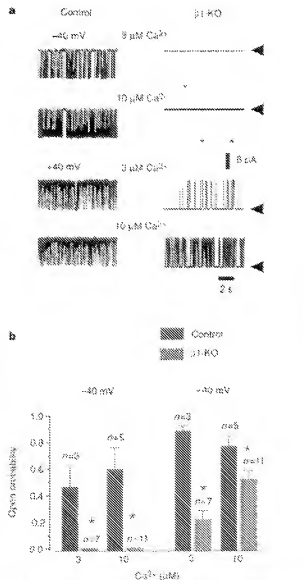 a
Control β1-KO
−40 mV 3 µM Ca²⁺
10 µM Ca²⁺
+40 mV 3 µM Ca²⁺
8 pA
10 µM Ca²⁺
2 s
b
Control
β1-KO
−40 mV +40 mV
Open probability
1.0
0.8
0.6
0.4
0.2
0.0
n=3
n=5
n=7
n=11
n=3
n=5
n=7
n=11
*
*
*
*
3 10 3 10
Ca²⁺ (µM)